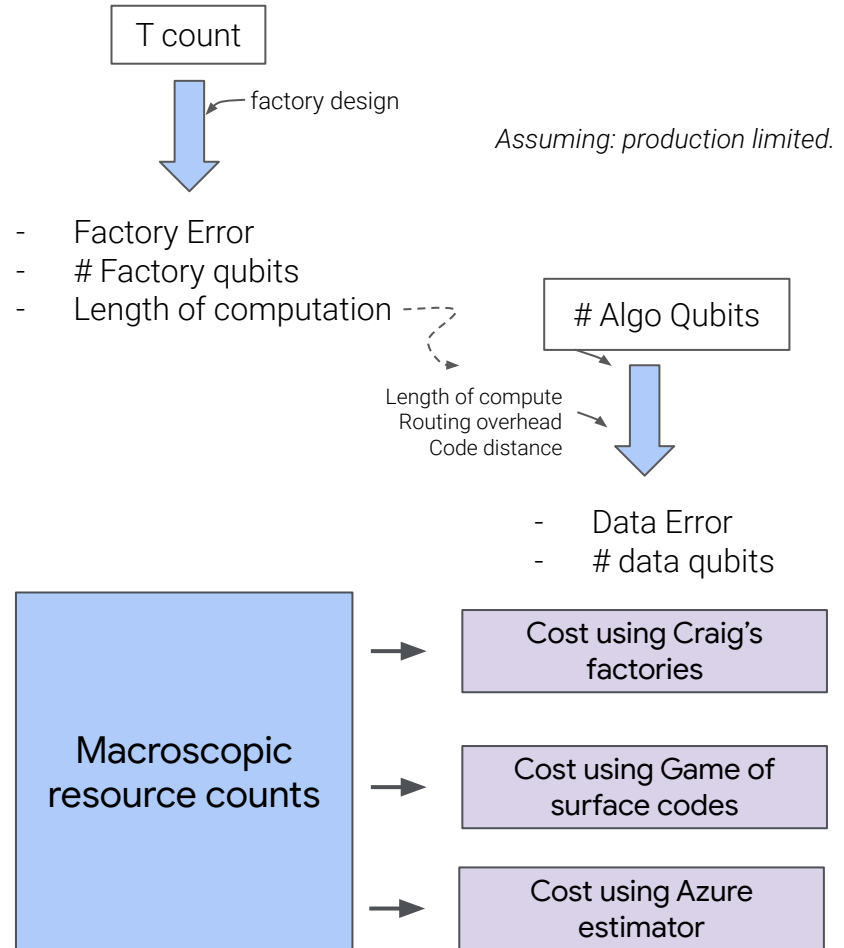 T count
factory design
Assuming: production limited.
- Factory Error
- # Factory qubits
- Length of computation
# Algo Qubits
Length of compute
Routing overhead
Code distance
- Data Error
- # data qubits
Macroscopic
resource counts
Cost using Craig's
factories
Cost using Game of
surface codes
Cost using Azure
estimator